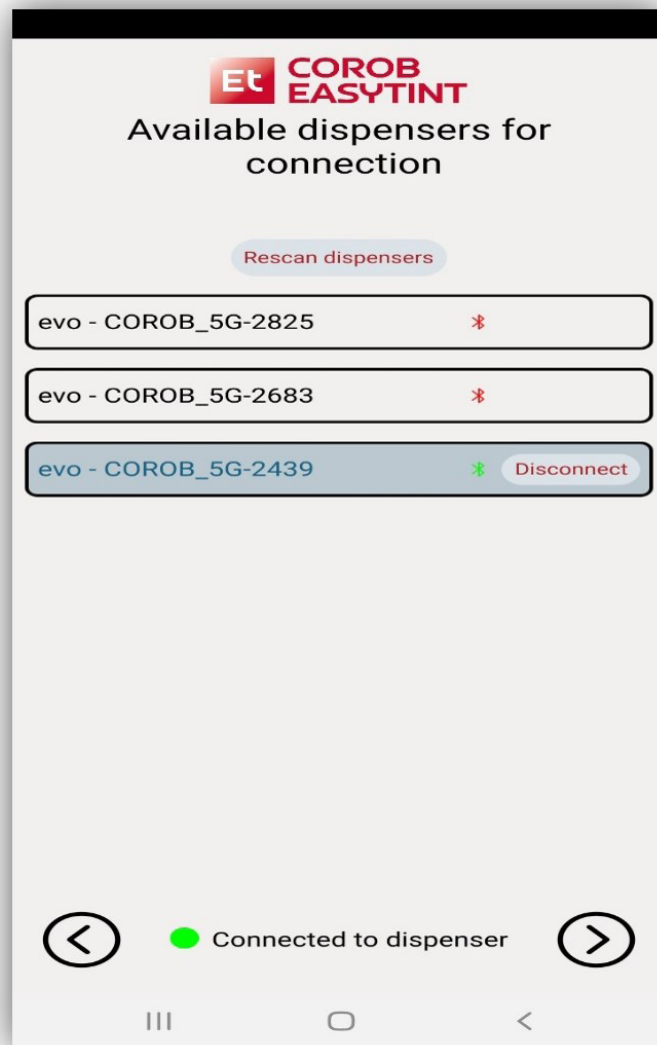 Et COROB
EASYTINT
Available dispensers for
connection
Rescan dispensers
evo - COROB_5G-2825
evo - COROB_5G-2683
evo - COROB_5G-2439 Disconnect
Connected to dispenser